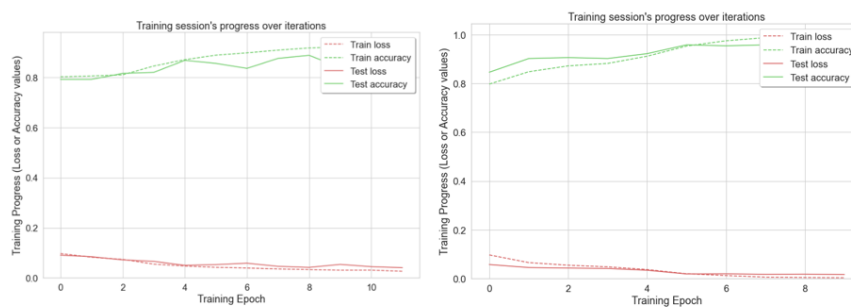 Training session's progress over iterations
Training Progress (Loss or Accuracy values)
0.8
0.6
0.4
0.2
0.0
Train loss
Train accuracy
Test loss
Test accuracy
0 2 4 6 8 10
Training Epoch
Training session's progress over iterations
Training Progress (Loss or Accuracy values)
1.0
0.8
0.6
0.4
0.2
0.0
Train loss
Train accuracy
Test loss
Test accuracy
0 2 4 6 8
Training Epoch